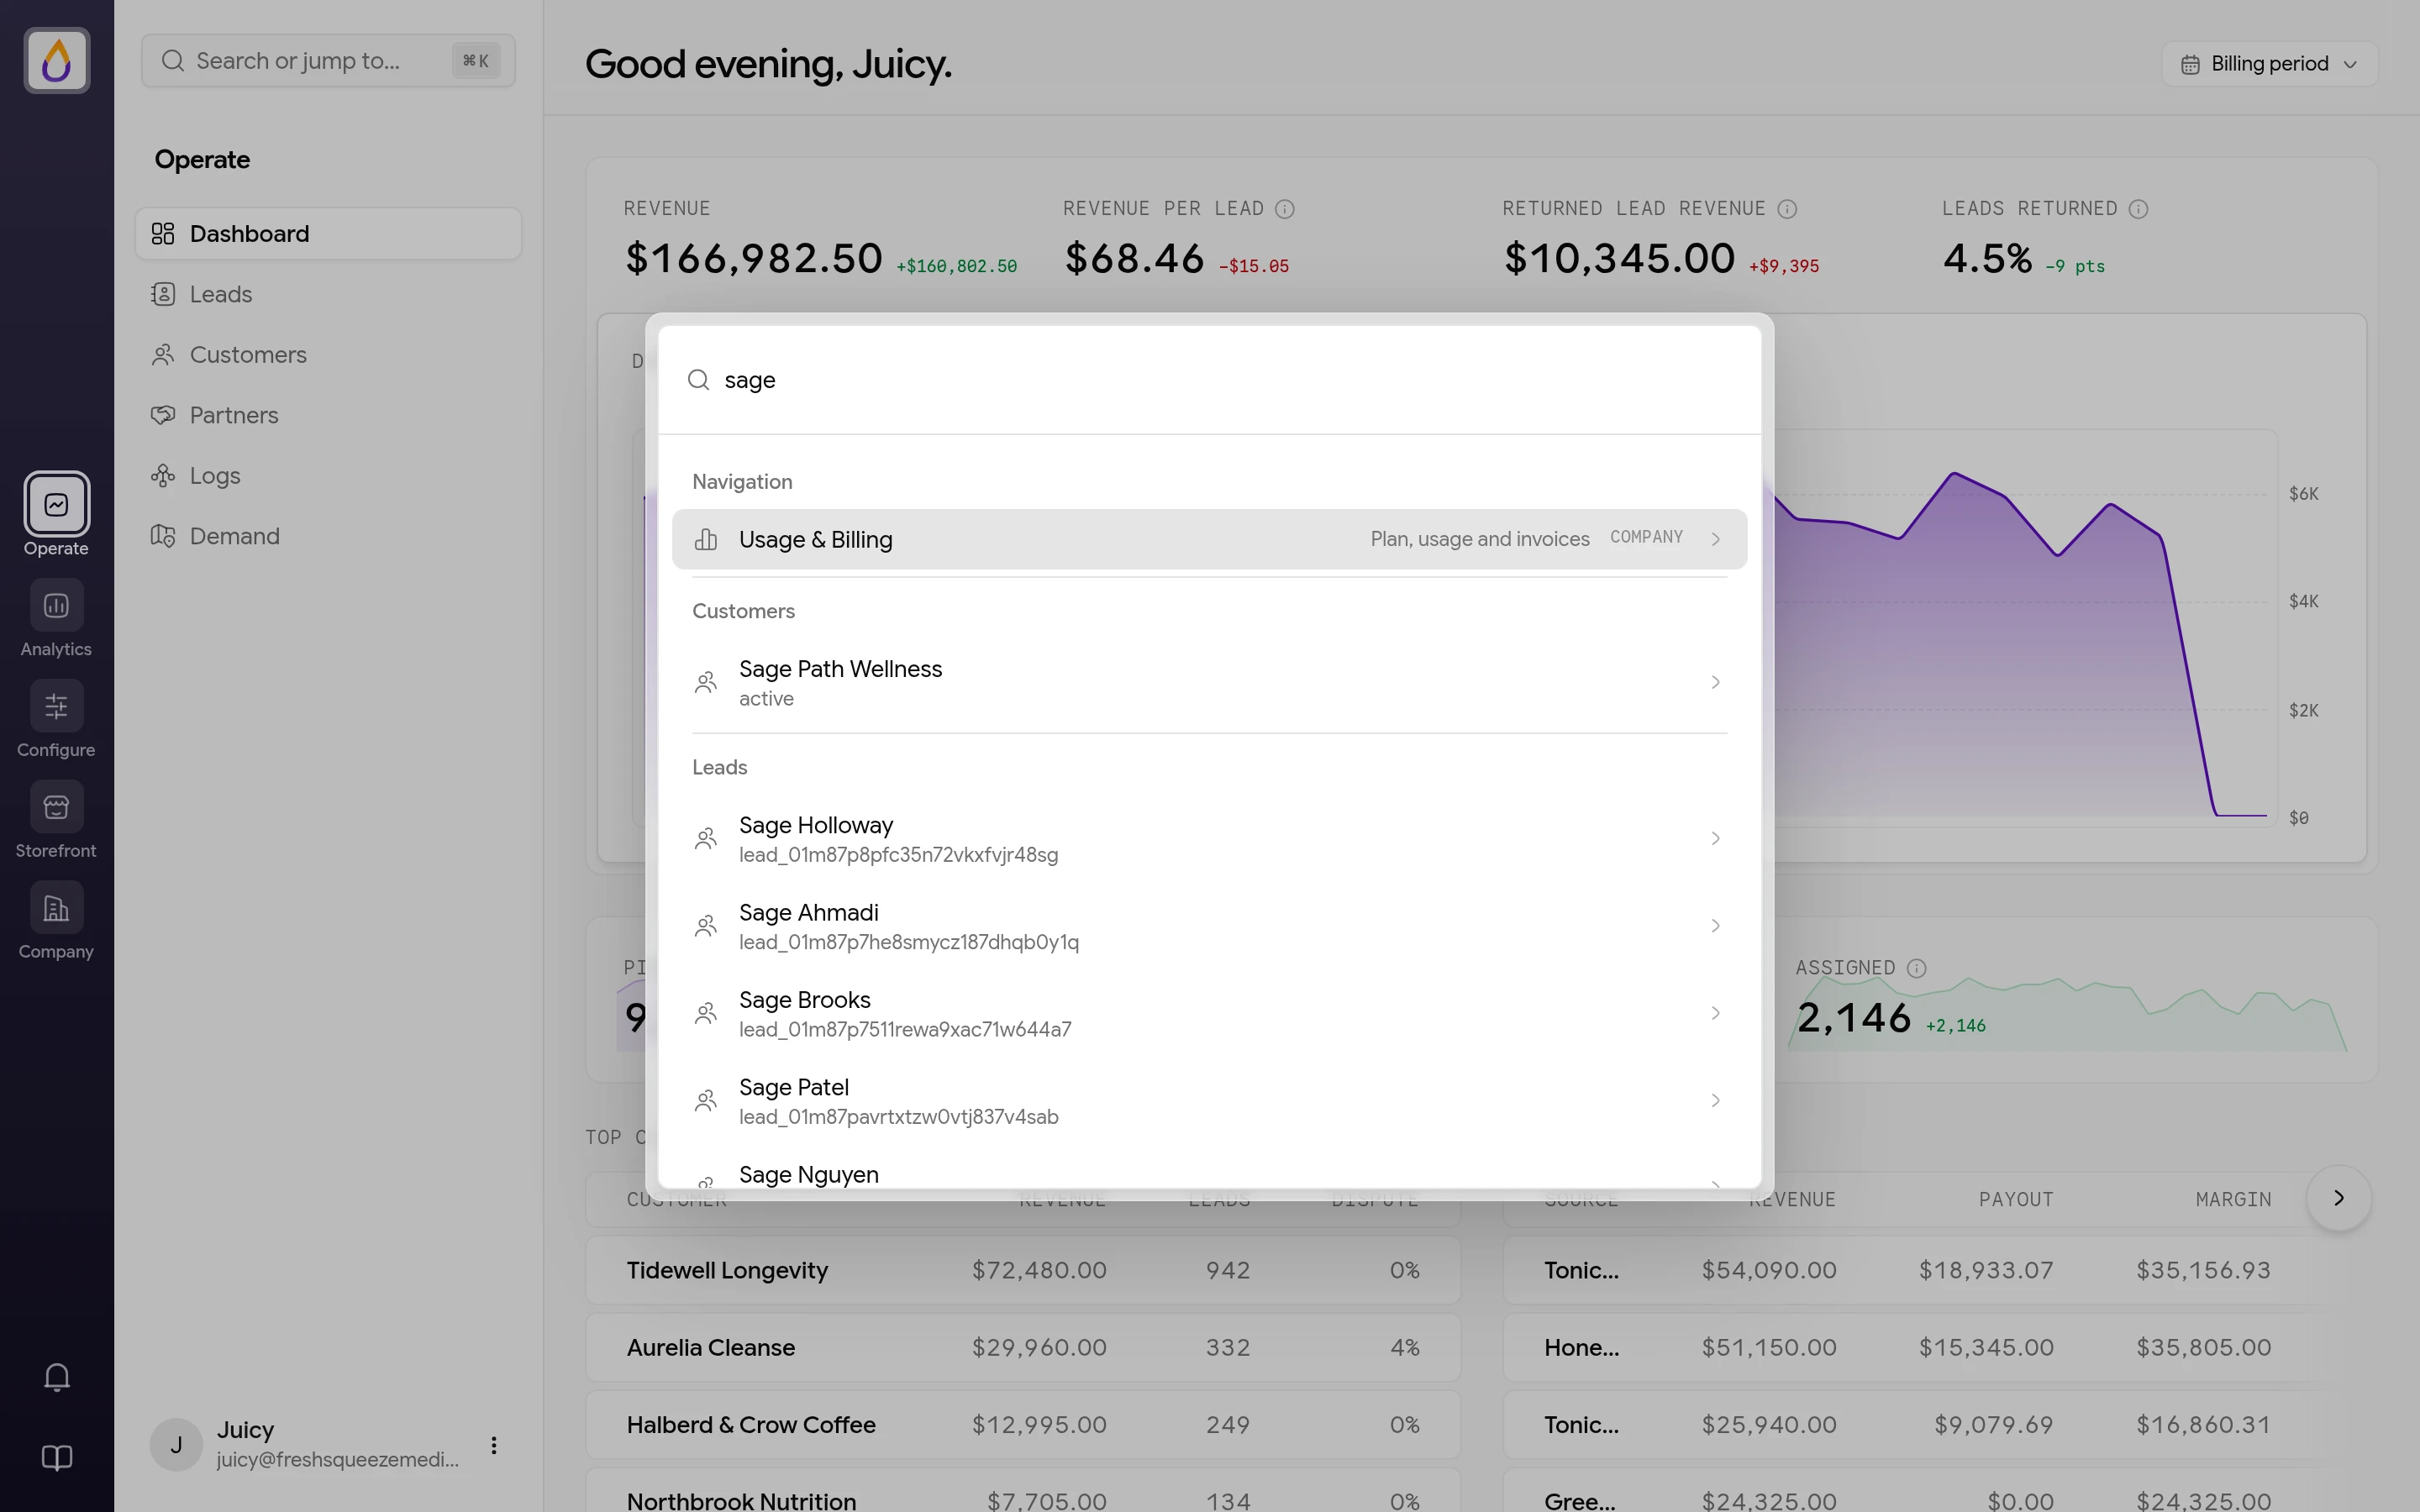 Search or jump to...
⌘K
Operate
Dashboard
Leads
Customers
Partners
Logs
Demand
Operate
Analytics
Configure
Storefront
Company
J
Juicy
juicy@freshsqueezemedi...
Good evening, Juicy.
Billing period
REVENUE
$166,982.50 +$160,802.50
REVENUE PER LEAD
$68.46 -$15.05
RETURNED LEAD REVENUE
$10,345.00 +$9,395
LEADS RETURNED
4.5% -9 pts
sage
Navigation
Usage & Billing
Plan, usage and invoices
COMPANY
Customers
Sage Path Wellness
active
Leads
Sage Holloway
lead_01m87p8pfc35n72vkxfvjr48sg
Sage Ahmadi
lead_01m87p7he8smycz187dhqb0y1q
Sage Brooks
lead_01m87p7511rewa9xac71w644a7
Sage Patel
lead_01m87pavrtxtzw0vtj837v4sab
Sage Nguyen
$6K
$4K
$2K
$0
ASSIGNED
2,146 +2,146
TOP
CUSTOMER REVENUE LEADS DISPUTE
Tidewell Longevity $72,480.00 942 0%
Aurelia Cleanse $29,960.00 332 4%
Halberd & Crow Coffee $12,995.00 249 0%
Northbrook Nutrition $7,705.00 134 0%
SOURCE REVENUE PAYOUT MARGIN
Tonic... $54,090.00 $18,933.07 $35,156.93
Hone... $51,150.00 $15,345.00 $35,805.00
Tonic... $25,940.00 $9,079.69 $16,860.31
Gree... $24,325.00 $0.00 $24,325.00